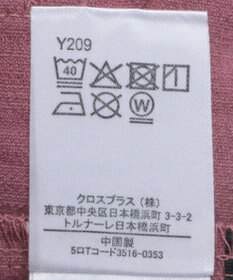 Y209
40
W
クロスプラス（株）
東京都中央区日本橋浜町 3-3-2
トルナーレ日本橋浜町
中国製
5ロTコード3516-0353